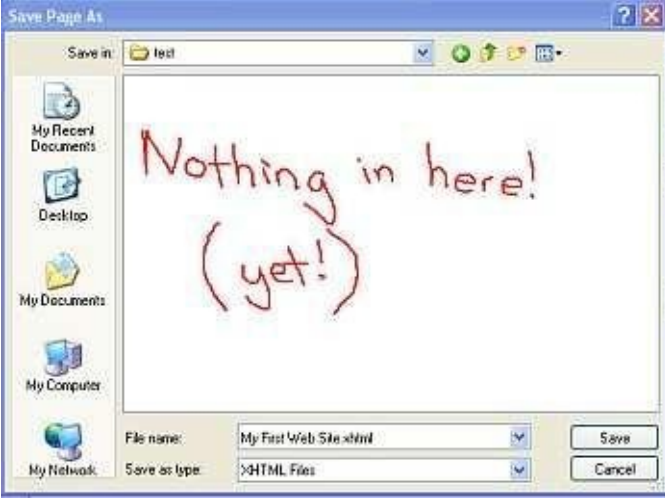 Save Page As
Save in:
test
My Recent
Documents
Desktop
My Documents
My Computer
My Network
Nothing in here!
(yet!)
File name:
My First Web Site.xhtml
Save
Save as type:
XHTML Files
Cancel